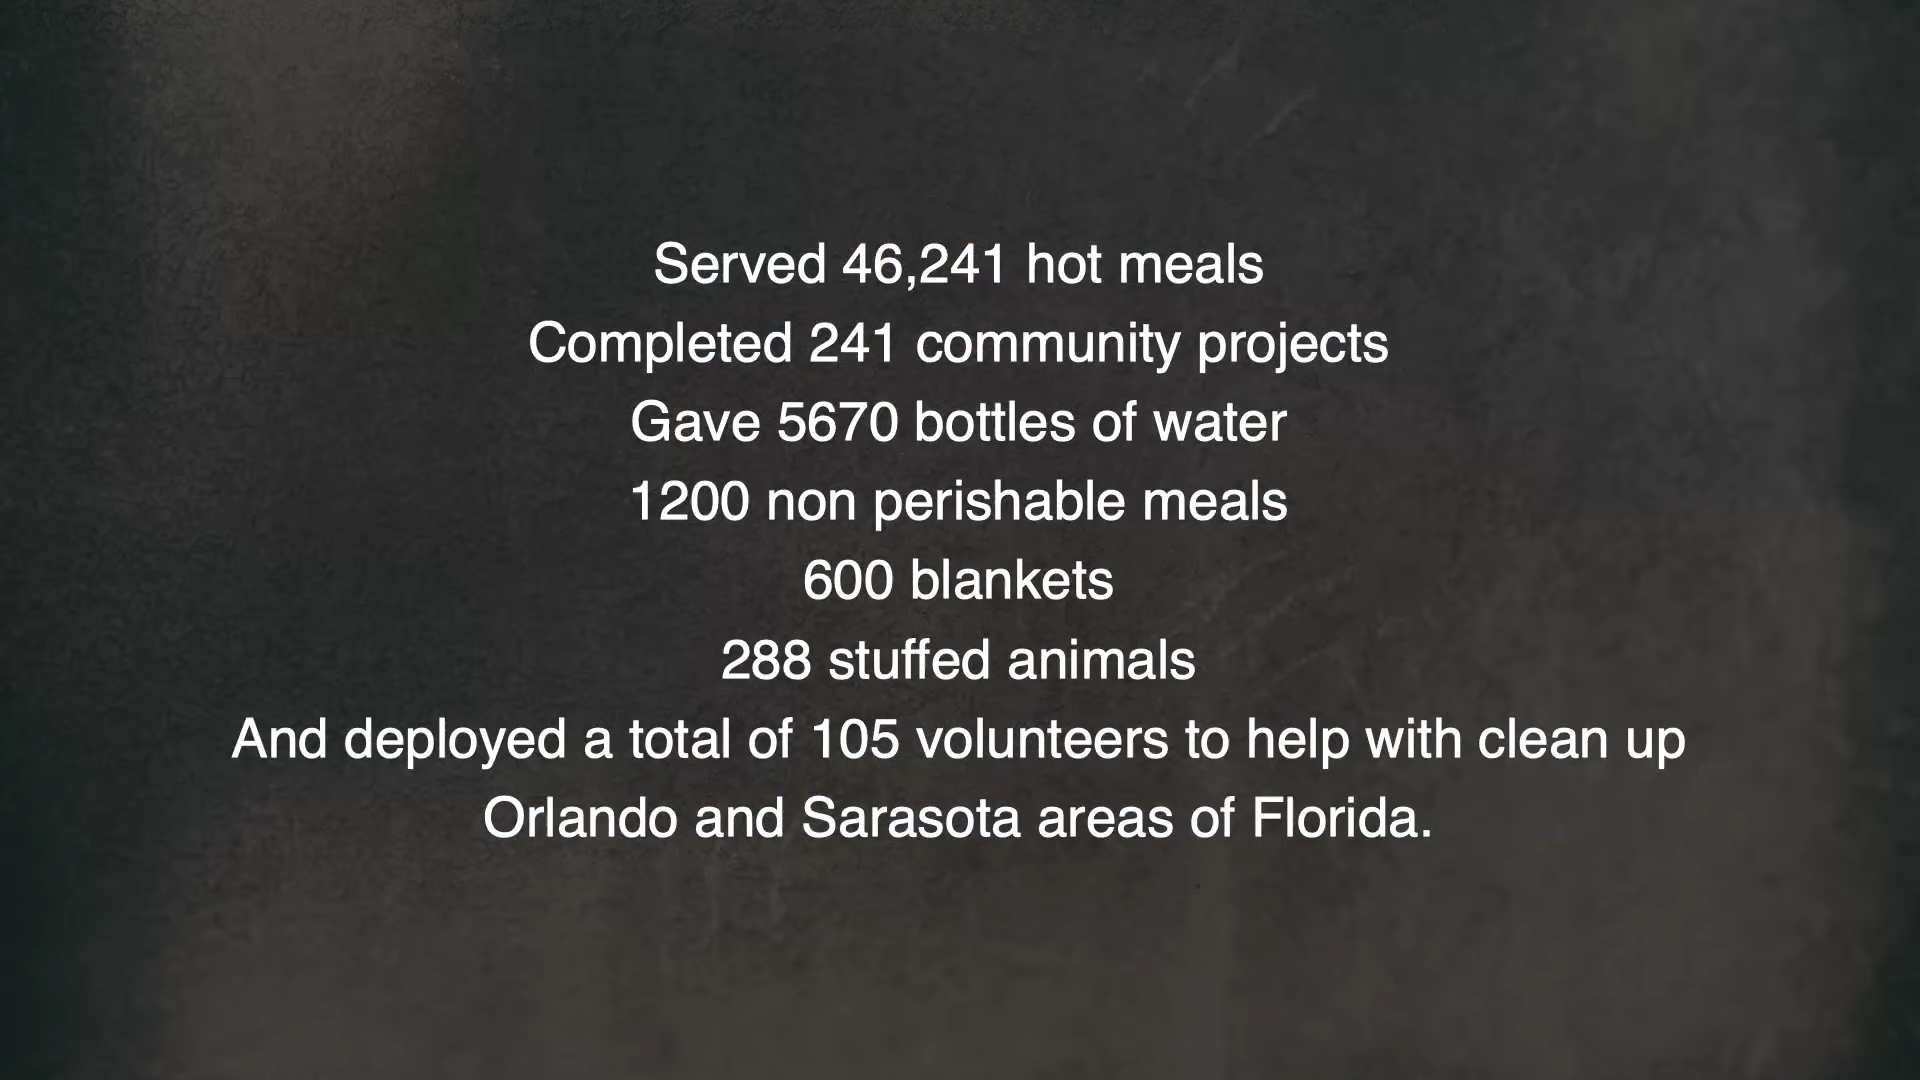 Served 46,241 hot meals
Completed 241 community projects
Gave 5670 bottles of water
1200 non perishable meals
600 blankets
288 stuffed animals
And deployed a total of 105 volunteers to help with clean up
Orlando and Sarasota areas of Florida.